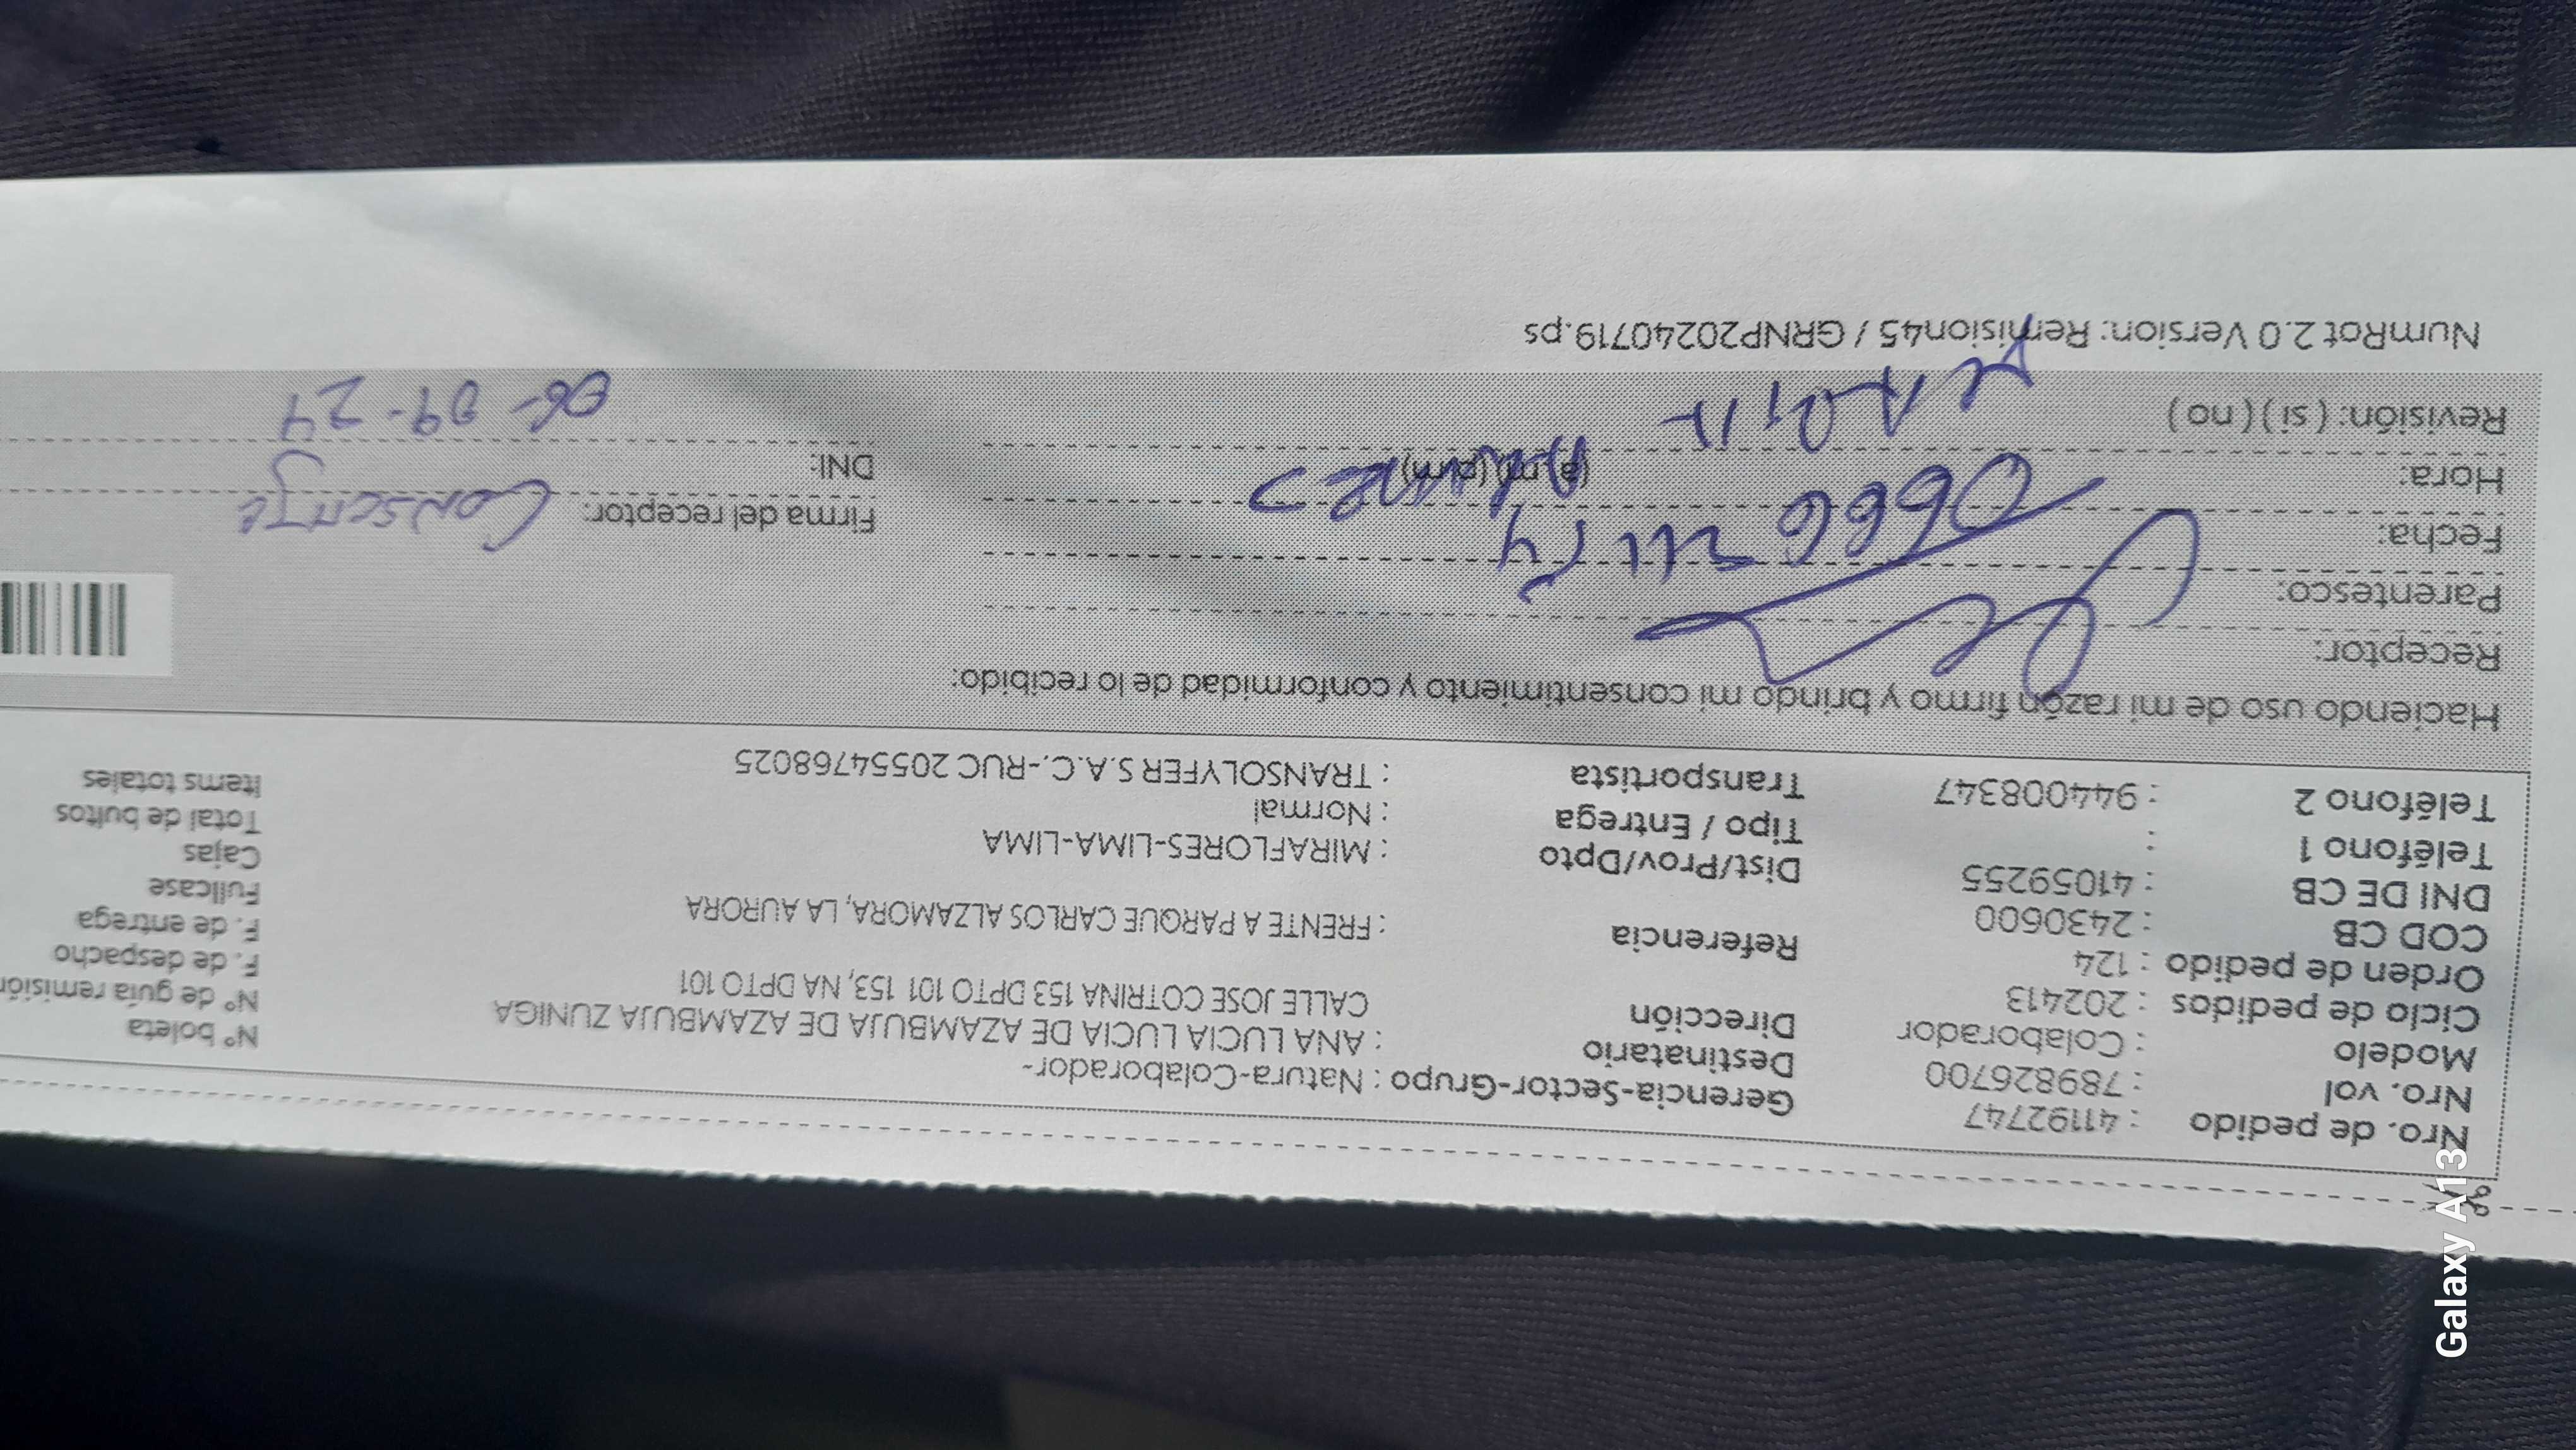 Nro. de pedido : 41192747
Nro. vol : 789826700
Modelo : Colaborador
Ciclo de pedidos : 202413
Orden de pedido : 124
COD CB : 2430600
DNI DE CB : 41059255
Teléfono 1 :
Teléfono 2 : 944008347
Gerencia-Sector-Grupo : Natura-Colaborador-
Destinatario : ANA LUCIA LUCIA DE AZAMBUJA DE AZAMBUJA ZUNIGA
Dirección CALLE JOSE COTRINA 153 DPTO 101 153, NA DPTO 101
Referencia : FRENTE A PARQUE CARLOS ALZAMORA, LA AURORA
Dist/Prov/Dpto : MIRAFLORES-LIMA-LIMA
Tipo / Entrega : Normal
Transportista : TRANSOLYFER S.A.C.-RUC 20554768025
N° boleta
N° de guía remisión
F. de despacho
F. de entrega
Fullcase
Cajas
Total de bultos
Items totales
Haciendo uso de mi razón firmo y brindo mi consentimiento y conformidad de lo recibido:
Receptor:
Parentesco:
Fecha:
Hora: (a.m) (p.m)
Revisión: ( si ) ( no )
Firma del receptor: Conserje
DNI:
06-09-24
NumRot 2.0 Version: Remision45 / GRNP20240719.ps
Galaxy A13